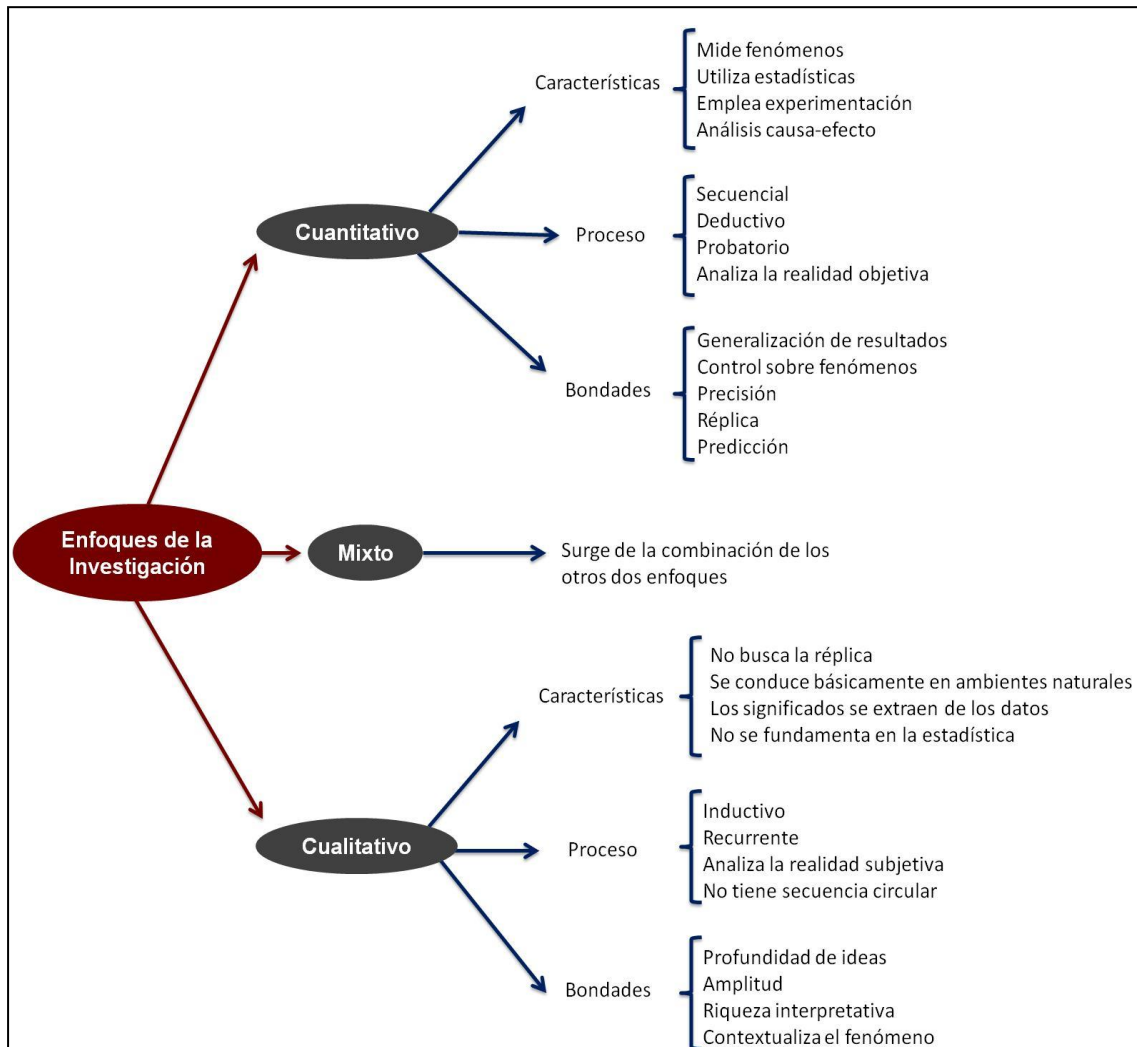 Enfoques de la
Investigación
Cuantitativo
Características
Mide fenómenos
Utiliza estadísticas
Emplea experimentación
Análisis causa-efecto
Proceso
Secuencial
Deductivo
Probatorio
Analiza la realidad objetiva
Bondades
Generalización de resultados
Control sobre fenómenos
Precisión
Réplica
Predicción
Mixto
Surge de la combinación de los
otros dos enfoques
Cualitativo
Características
No busca la réplica
Se conduce básicamente en ambientes naturales
Los significados se extraen de los datos
No se fundamenta en la estadística
Proceso
Inductivo
Recurrente
Analiza la realidad subjetiva
No tiene secuencia circular
Bondades
Profundidad de ideas
Amplitud
Riqueza interpretativa
Contextualiza el fenómeno